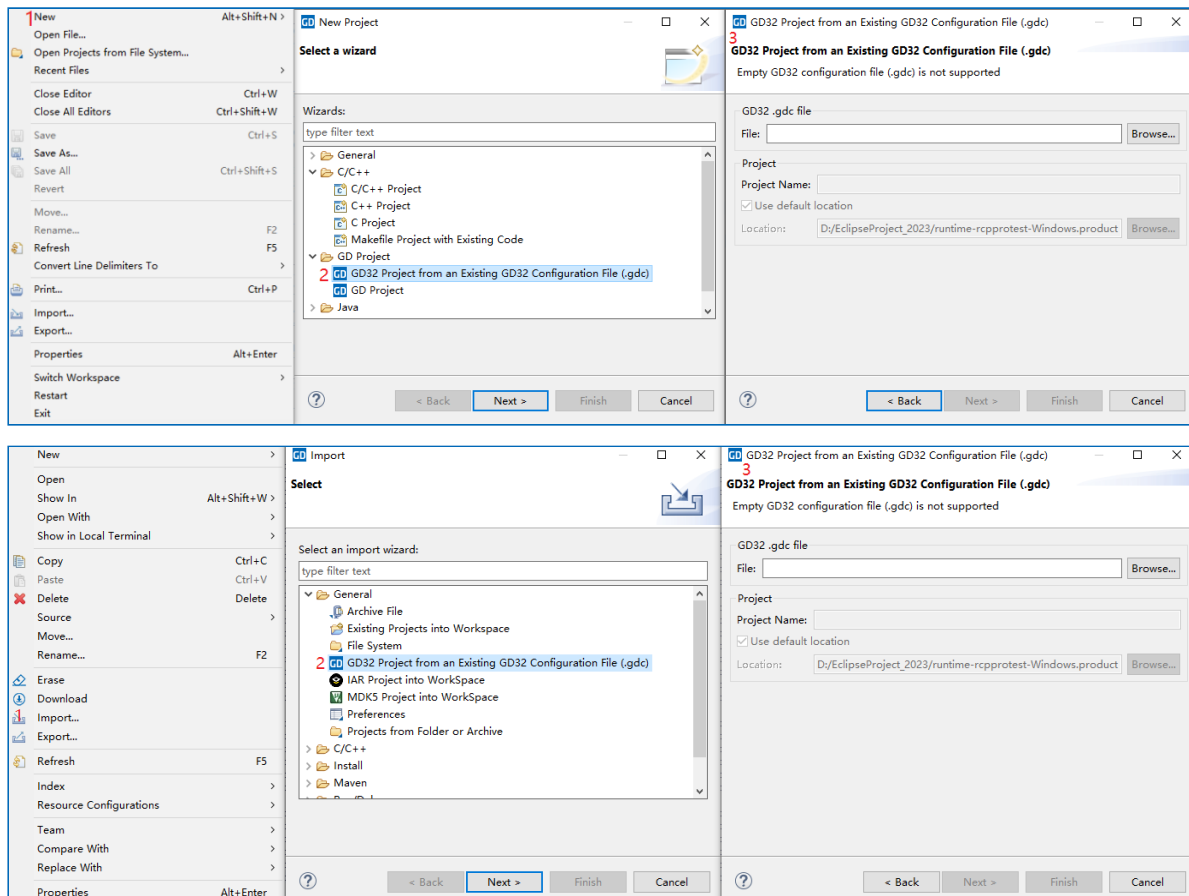 1 New Alt+Shift+N >
Open File...
Open Projects from File System...
Recent Files >
Close Editor Ctrl+W
Close All Editors Ctrl+Shift+W
Save Ctrl+S
Save As...
Save All Ctrl+Shift+S
Revert
Move...
Rename... F2
Refresh F5
Convert Line Delimiters To >
Print... Ctrl+P
Import...
Export...
Properties Alt+Enter
Switch Workspace >
Restart
Exit
GD New Project
Select a wizard
Wizards:
type filter text
> General
C/C++
C/C++ Project
C++ Project
C Project
Makefile Project with Existing Code
GD Project
2 GD GD32 Project from an Existing GD32 Configuration File (.gdc)
GD GD Project
> Java
? < Back Next > Finish Cancel
GD GD32 Project from an Existing GD32 Configuration File (.gdc)
3
GD32 Project from an Existing GD32 Configuration File (.gdc)
Empty GD32 configuration file (.gdc) is not supported
GD32 .gdc file
File: Browse...
Project
Project Name:
Use default location
Location: D:/EclipseProject_2023/runtime-rcpprotest-Windows.product Browse...
? < Back Next > Finish Cancel
New >
Open
Show In Alt+Shift+W >
Open With >
Show in Local Terminal >
Copy Ctrl+C
Paste Ctrl+V
Delete Delete
Source >
Move...
Rename... F2
Erase
Download
1 Import...
Export...
Refresh F5
Index >
Resource Configurations >
Team >
Compare With >
Replace With >
Properties Alt+Enter
GD Import
Select
Select an import wizard:
type filter text
General
Archive File
Existing Projects into Workspace
File System
2 GD GD32 Project from an Existing GD32 Configuration File (.gdc)
IAR Project into WorkSpace
MDK5 Project into WorkSpace
Preferences
Projects from Folder or Archive
> C/C++
> Install
> Maven
? < Back Next > Finish Cancel
GD GD32 Project from an Existing GD32 Configuration File (.gdc)
3
GD32 Project from an Existing GD32 Configuration File (.gdc)
Empty GD32 configuration file (.gdc) is not supported
GD32 .gdc file
File: Browse...
Project
Project Name:
Use default location
Location: D:/EclipseProject_2023/runtime-rcpprotest-Windows.product Browse...
? < Back Next > Finish Cancel